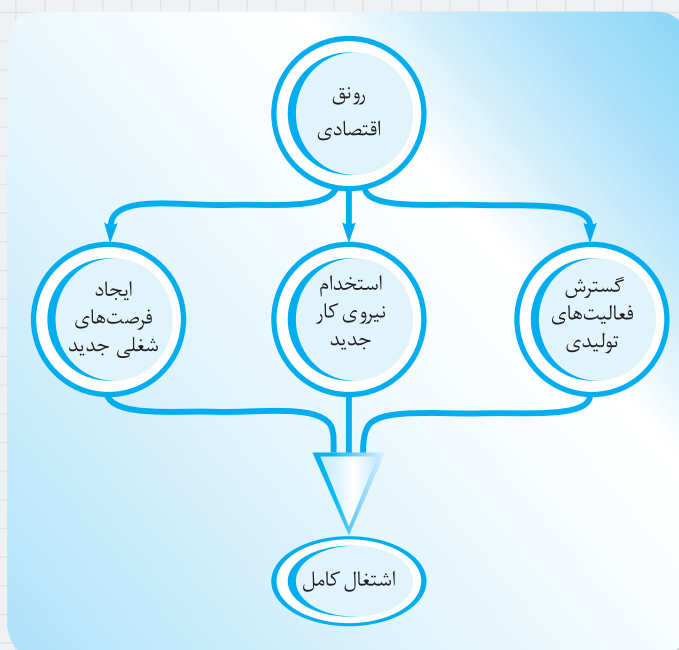 رونق
اقتصادی
گسترش
فعالیت‌های
تولیدی
استخدام
نیروی کار
جدید
ایجاد
فرصت‌های
شغلی جدید
اشتغال کامل